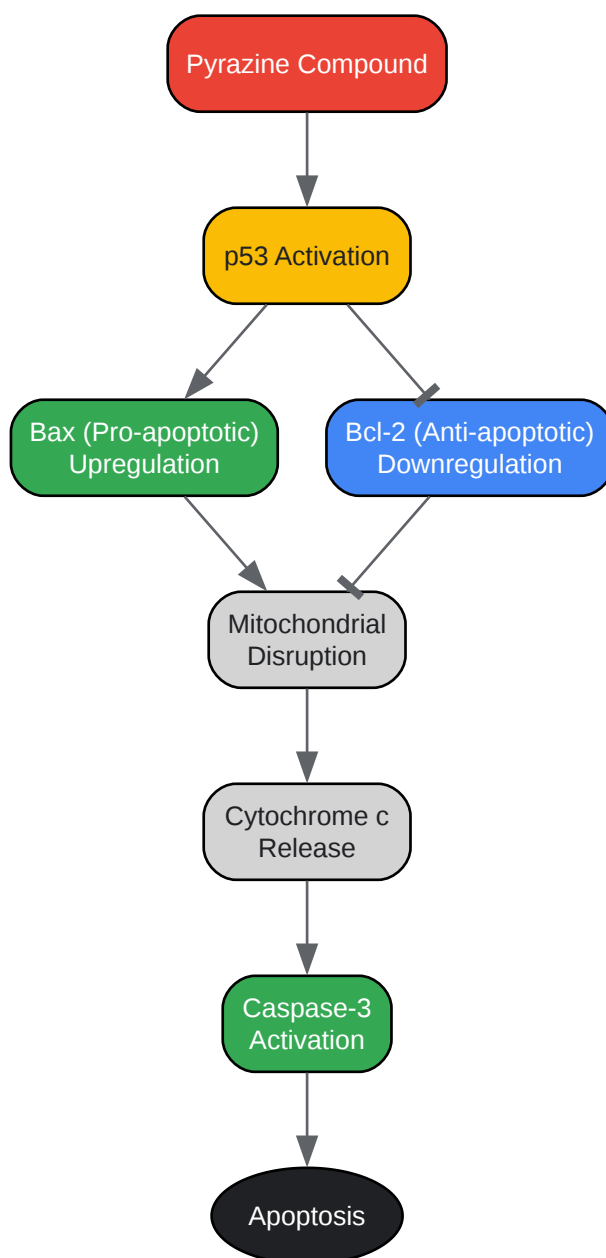 Pyrazine Compound
p53 Activation
Bax (Pro-apoptotic)
Upregulation
Bcl-2 (Anti-apoptotic)
Downregulation
Mitochondrial
Disruption
Cytochrome c
Release
Caspase-3
Activation
Apoptosis